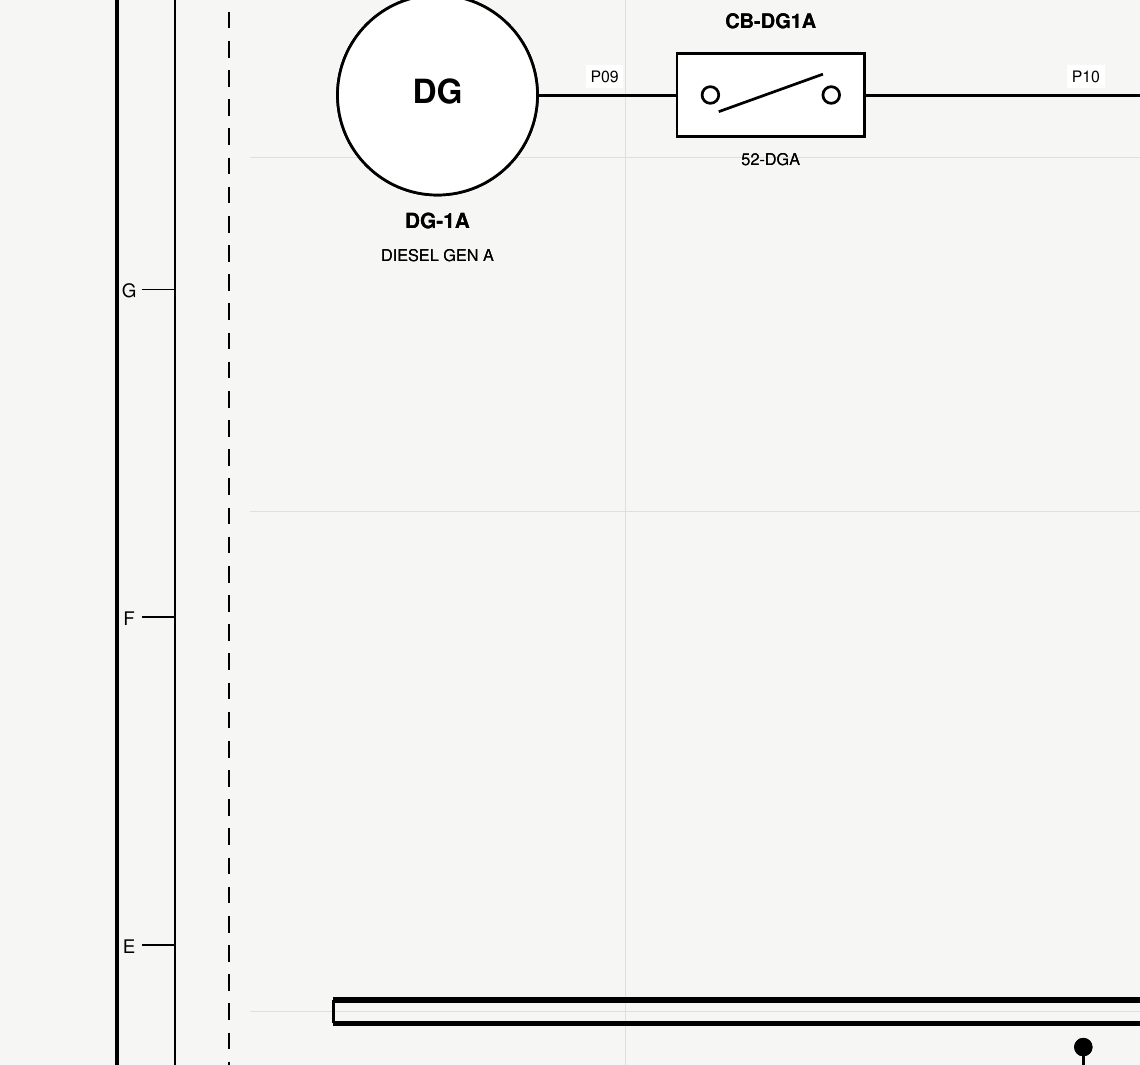 CB-DG1A
P09
P10
DG
52-DGA
DG-1A
DIESEL GEN A
G
F
E